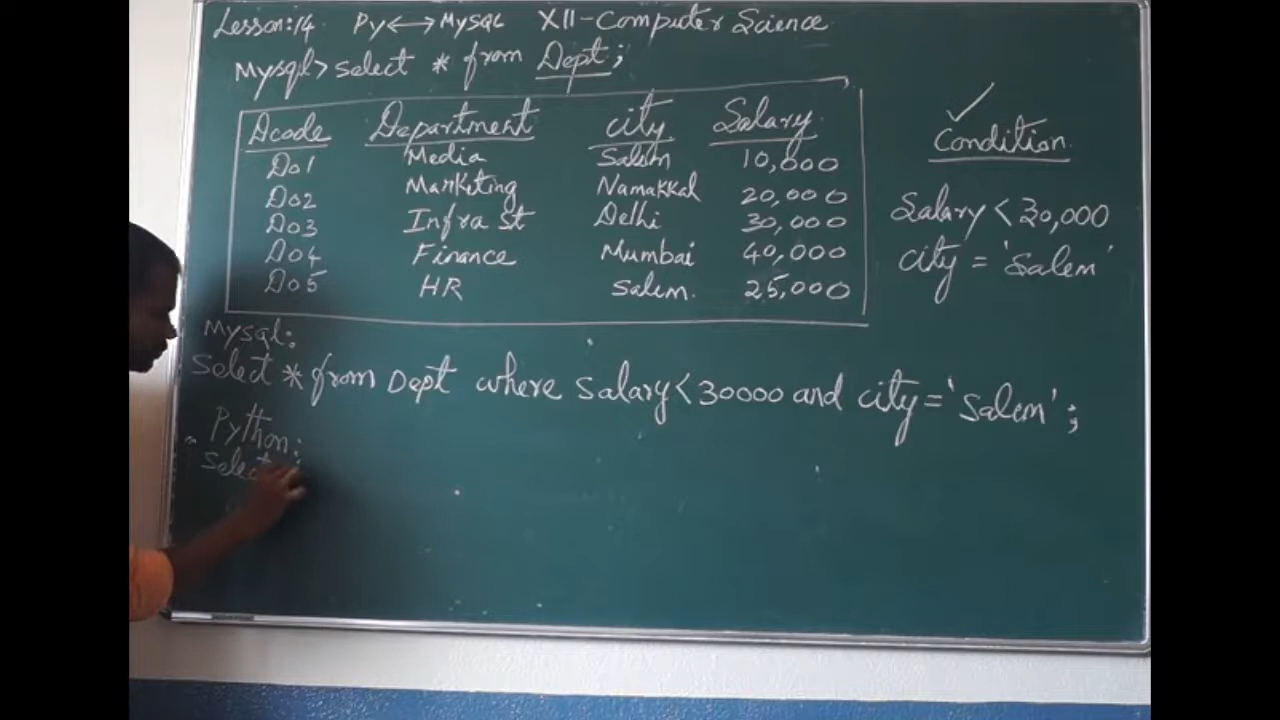 Lesson:14 Py⟷MySQL XII-Computer Science
Mysql>select * from Dept;
Dcode Department city Salary
D01 Media Salem 10,000
D02 Marketing Namakkal 20,000
D03 Infra St Delhi 30,000
D04 Finance Mumbai 40,000
D05 HR Salem. 25,000
✓
Condition
Salary < 30,000
city = 'Salem'
Mysql:
Select * from Dept where Salary < 30000 and city = 'Salem';
Python:
"Select